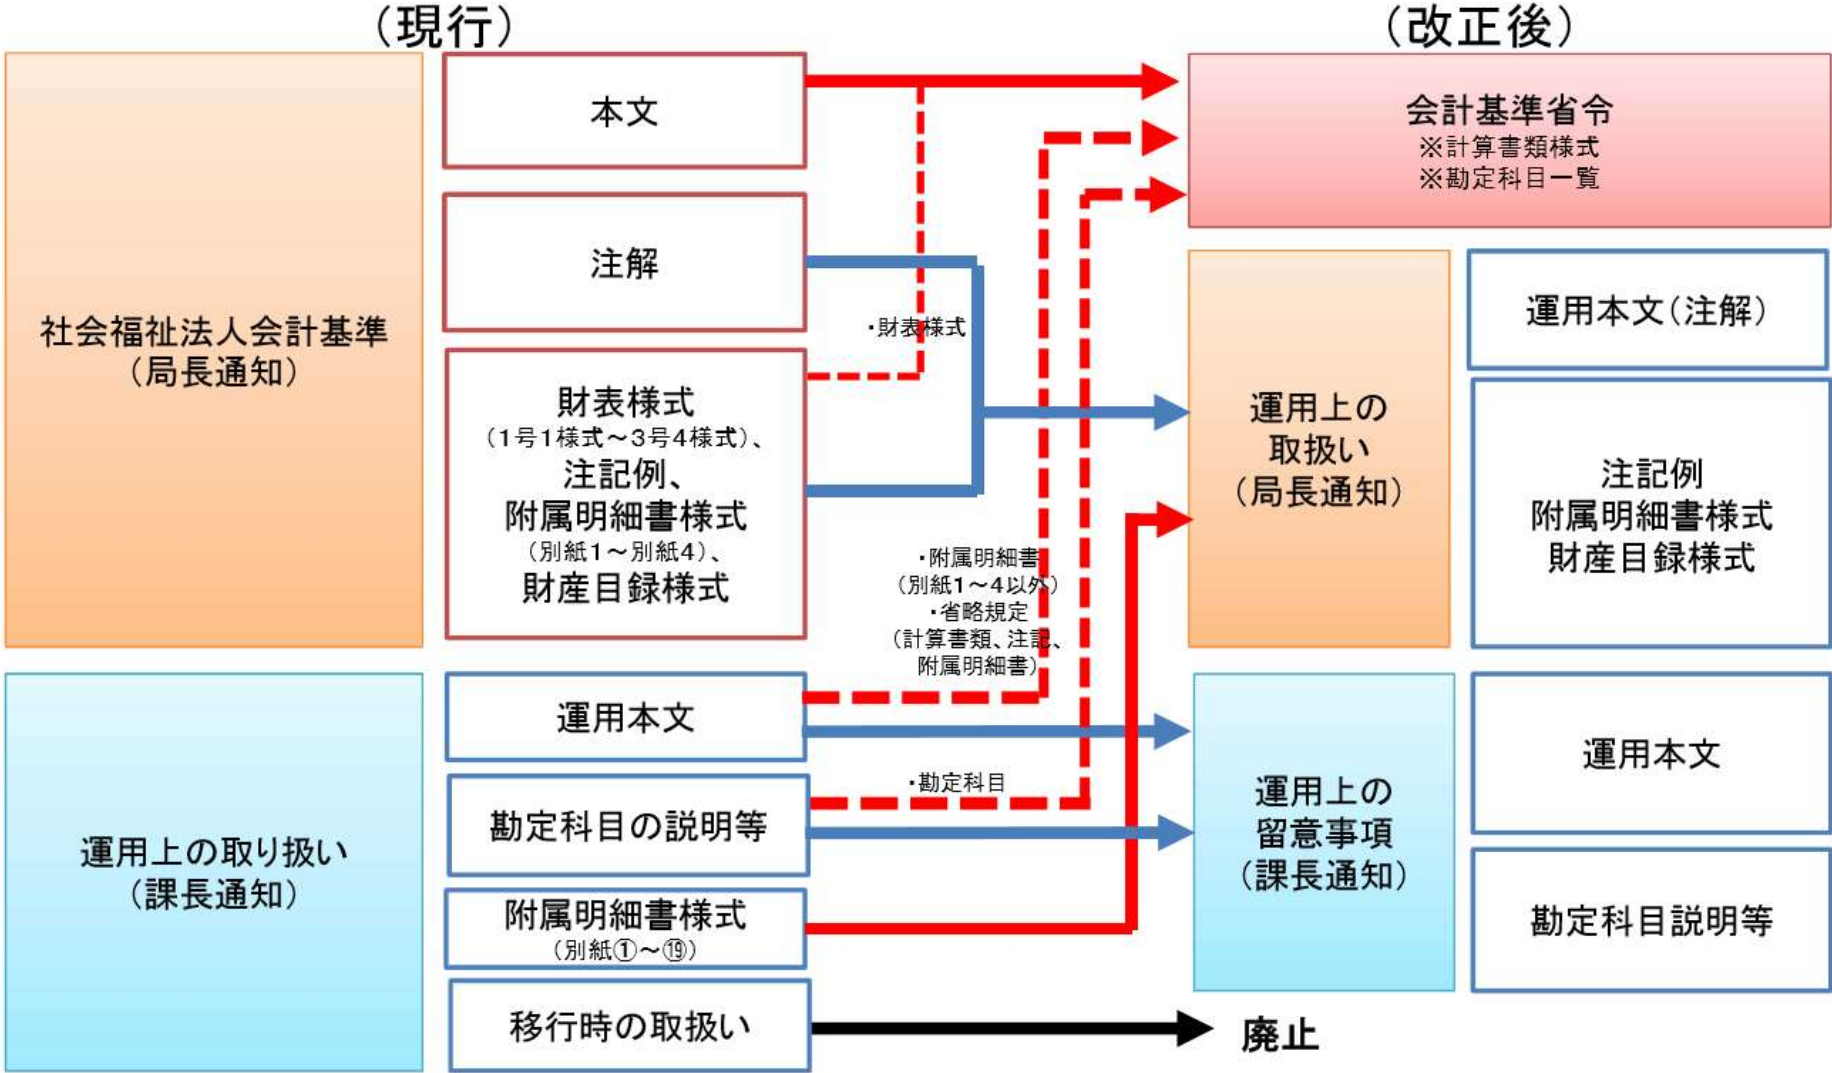 （現行）
（改正後）
社会福祉法人会計基準
（局長通知）
本文
注解
財表様式
（1号1様式～3号4様式）、
注記例、
附属明細書様式
（別紙1～別紙4）、
財産目録様式
運用上の取り扱い
（課長通知）
運用本文
勘定科目の説明等
附属明細書様式
（別紙①～⑲）
移行時の取扱い
・財表様式
・附属明細書
（別紙1～4以外）
・省略規定
（計算書類、注記、
附属明細書）
・勘定科目
会計基準省令
※計算書類様式
※勘定科目一覧
運用上の
取扱い
（局長通知）
運用本文（注解）
注記例
附属明細書様式
財産目録様式
運用上の
留意事項
（課長通知）
運用本文
勘定科目説明等
廃止